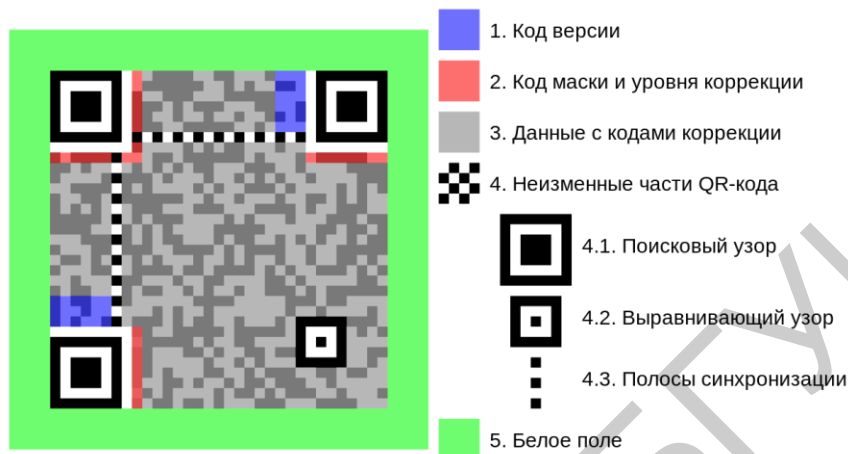 1. Код версии
2. Код маски и уровня коррекции
3. Данные с кодами коррекции
4. Неизменные части QR-кода
4.1. Поисковый узор
4.2. Выравнивающий узор
4.3. Полосы синхронизации
5. Белое поле